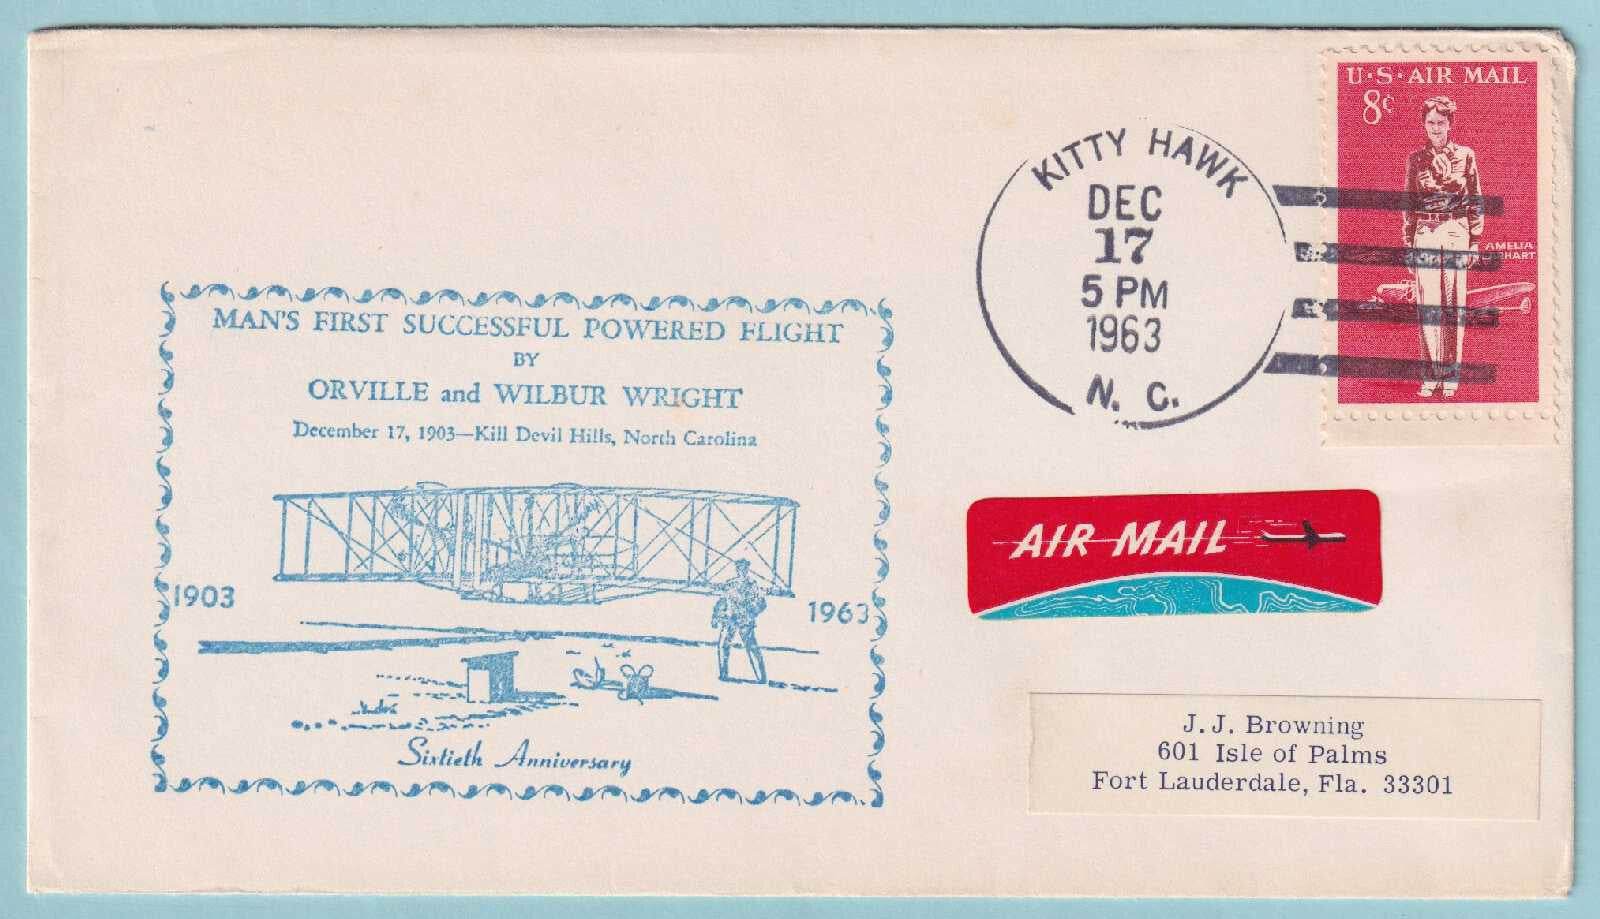 U·S·AIR MAIL
8¢
AMELIA
EARHART
KITTY HAWK
DEC
17
5 PM
1963
N. C.
MAN'S FIRST SUCCESSFUL POWERED FLIGHT
BY
ORVILLE and WILBUR WRIGHT
December 17, 1903—Kill Devil Hills, North Carolina
1903
1963
Sixtieth Anniversary
AIR MAIL
J. J. Browning
601 Isle of Palms
Fort Lauderdale, Fla. 33301